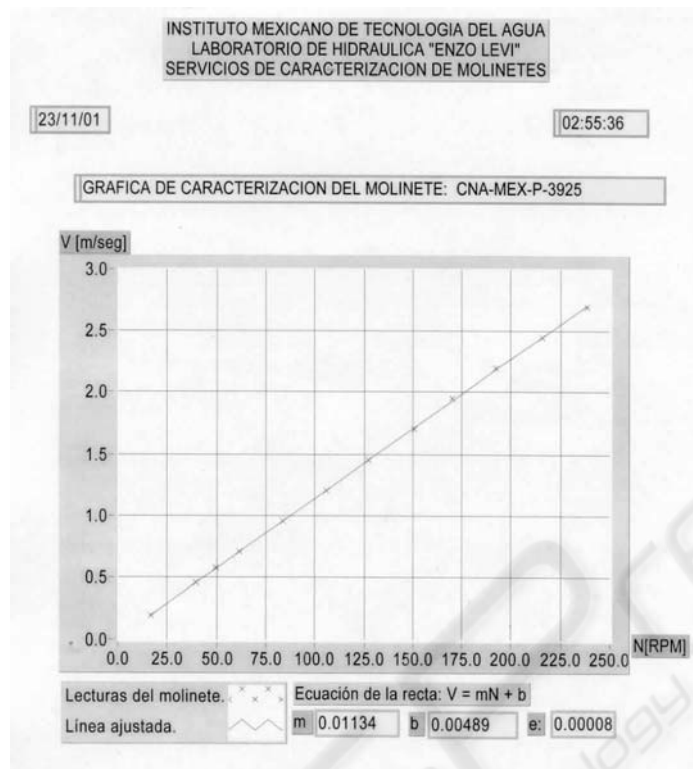 INSTITUTO MEXICANO DE TECNOLOGIA DEL AGUA
LABORATORIO DE HIDRAULICA "ENZO LEVI"
SERVICIOS DE CARACTERIZACION DE MOLINETES
23/11/01
02:55:36
GRAFICA DE CARACTERIZACION DEL MOLINETE: CNA-MEX-P-3925
V [m/seg]
3.0
2.5
2.0
1.5
1.0
0.5
0.0
0.0 25.0 50.0 75.0 100.0 125.0 150.0 175.0 200.0 225.0 250.0
N[RPM]
Lecturas del molinete.
Línea ajustada.
Ecuación de la recta: V = mN + b
m 0.01134 b 0.00489 e: 0.00008